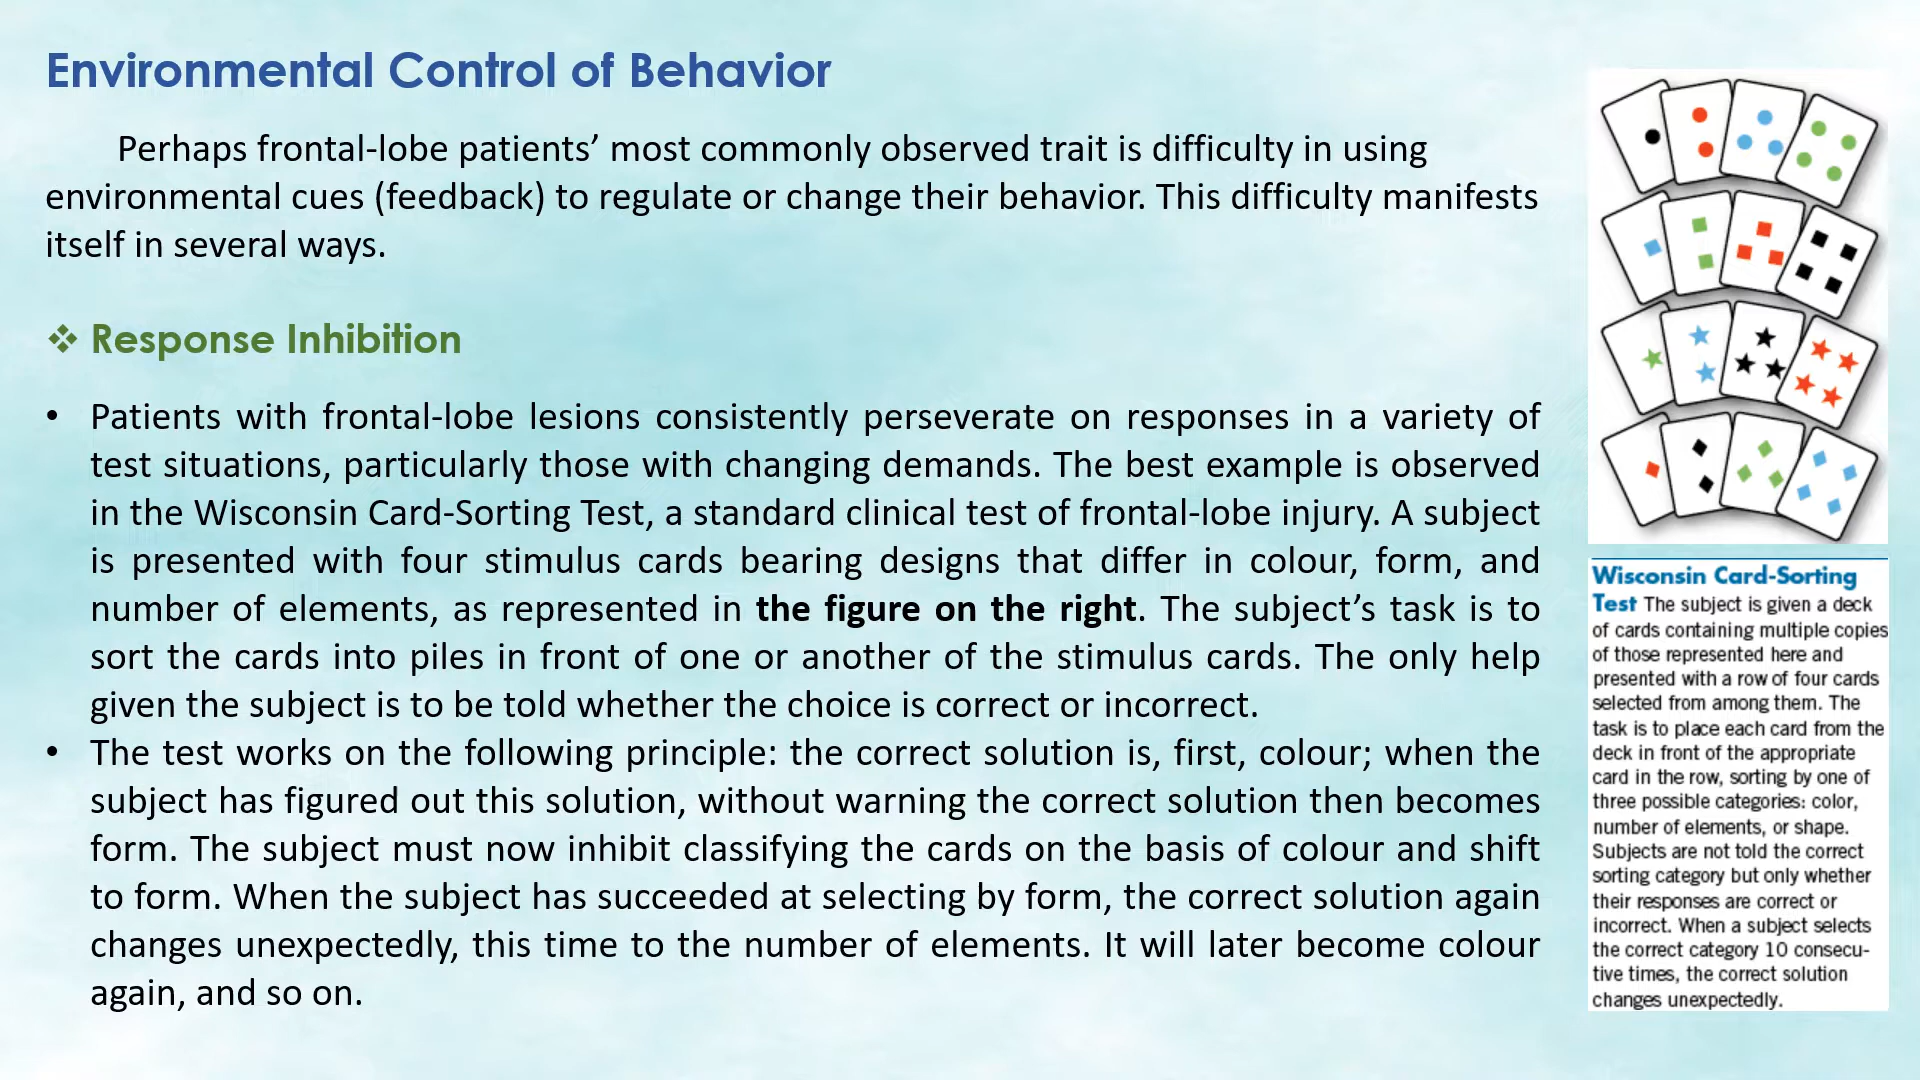 Environmental Control of Behavior
Perhaps frontal-lobe patients’ most commonly observed trait is difficulty in using
environmental cues (feedback) to regulate or change their behavior. This difficulty manifests
itself in several ways.
❖ Response Inhibition
• Patients with frontal-lobe lesions consistently perseverate on responses in a variety of
test situations, particularly those with changing demands. The best example is observed
in the Wisconsin Card-Sorting Test, a standard clinical test of frontal-lobe injury. A subject
is presented with four stimulus cards bearing designs that differ in colour, form, and
number of elements, as represented in the figure on the right. The subject’s task is to
sort the cards into piles in front of one or another of the stimulus cards. The only help
given the subject is to be told whether the choice is correct or incorrect.
• The test works on the following principle: the correct solution is, first, colour; when the
subject has figured out this solution, without warning the correct solution then becomes
form. The subject must now inhibit classifying the cards on the basis of colour and shift
to form. When the subject has succeeded at selecting by form, the correct solution again
changes unexpectedly, this time to the number of elements. It will later become colour
again, and so on.
Wisconsin Card-Sorting
Test The subject is given a deck
of cards containing multiple copies
of those represented here and
presented with a row of four cards
selected from among them. The
task is to place each card from the
deck in front of the appropriate
card in the row, sorting by one of
three possible categories: color,
number of elements, or shape.
Subjects are not told the correct
sorting category but only whether
their responses are correct or
incorrect. When a subject selects
the correct category 10 consecu-
tive times, the correct solution
changes unexpectedly.